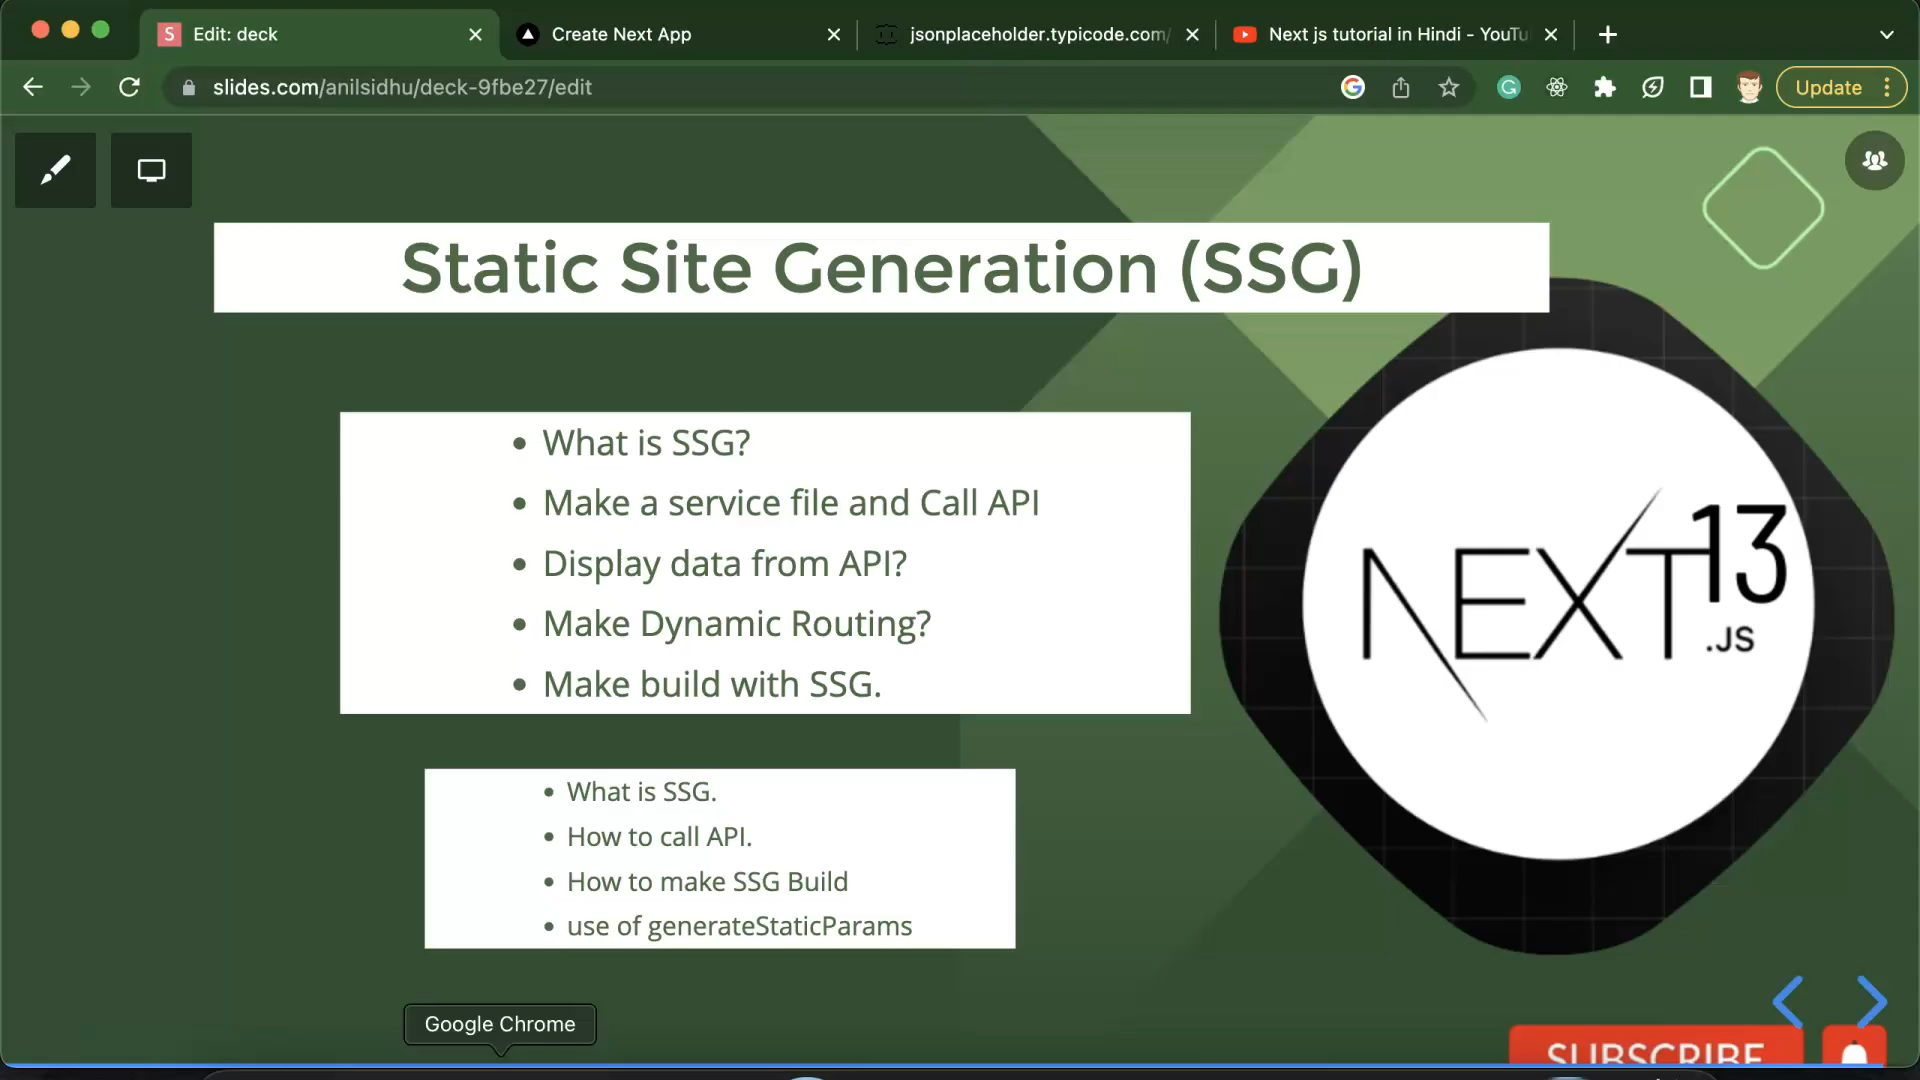 S Edit: deck
Create Next App
jsonplaceholder.typicode.com/
Next js tutorial in Hindi - YouTu
slides.com/anilsidhu/deck-9fbe27/edit
Update
Static Site Generation (SSG)
• What is SSG?
• Make a service file and Call API
• Display data from API?
• Make Dynamic Routing?
• Make build with SSG.
NEXT13
.JS
• What is SSG.
• How to call API.
• How to make SSG Build
• use of generateStaticParams
Google Chrome
SUBSCRIBE